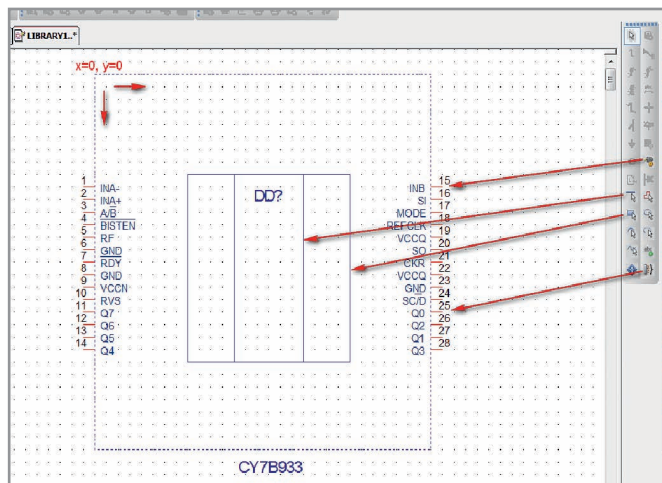 LIBRARY1..*
x=0, y=0
DD?
1 INA-
2 INA+
3 A/B
4 BISTEN
5 RF
6 GND
7 RDY
8 GND
9 VCCN
10 RVS
11 Q7
12 Q6
13 Q5
14 Q4
INB 15
SI 16
MODE 17
REFCLK 18
VCCQ 19
SO 20
CKR 21
VCCQ 22
GND 23
SC/D 24
Q0 25
Q2 26
Q1 27
Q3 28
CY7B933